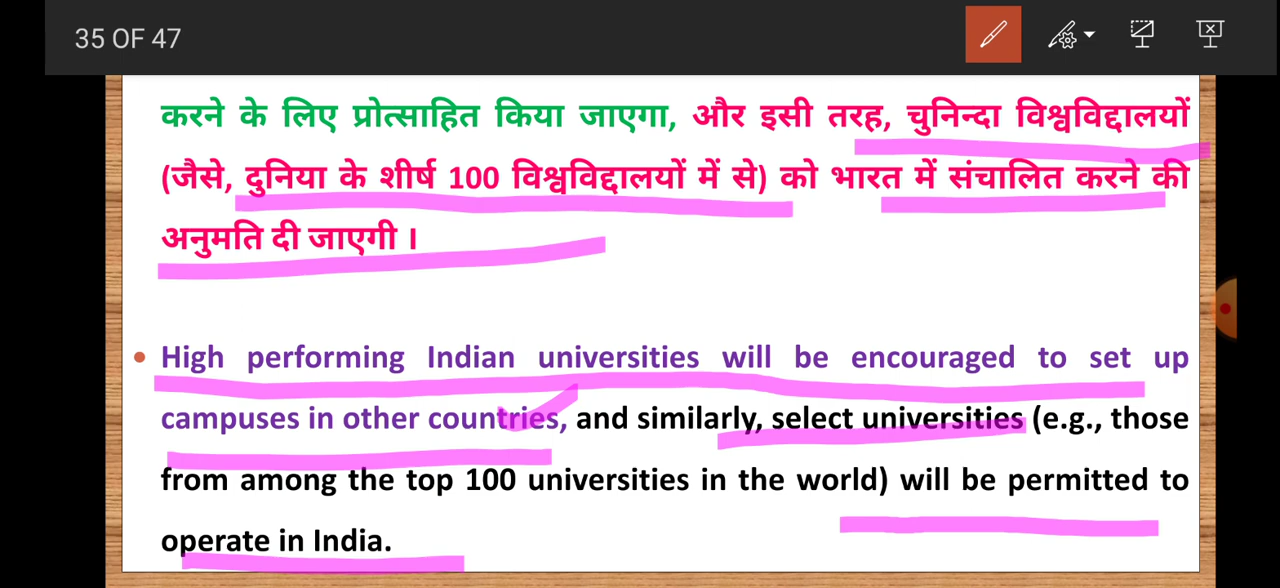 35 OF 47
करने के लिए प्रोत्साहित किया जाएगा, और इसी तरह, चुनिन्दा विश्वविद्दालयों
(जैसे, दुनिया के शीर्ष 100 विश्वविद्दालयों में से) को भारत में संचालित करने की
अनुमति दी जाएगी ।
• High performing Indian universities will be encouraged to set up
campuses in other countries, and similarly, select universities (e.g., those
from among the top 100 universities in the world) will be permitted to
operate in India.